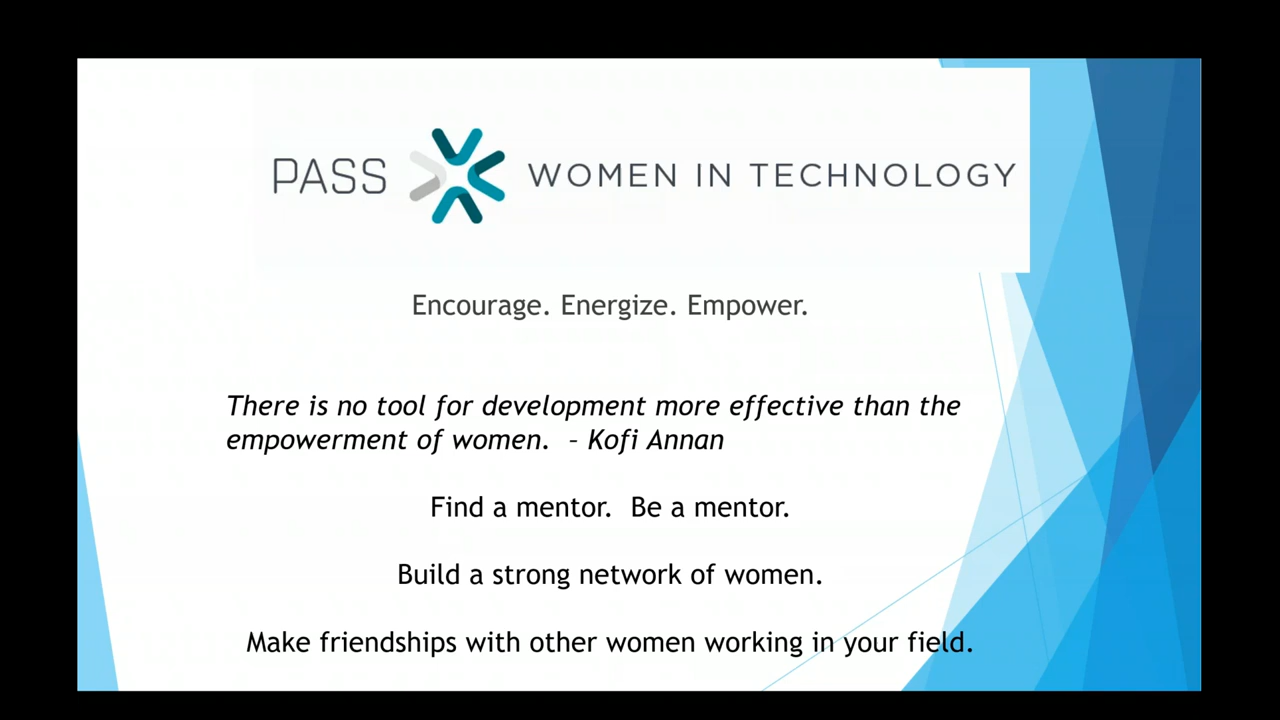 PASS WOMEN IN TECHNOLOGY
Encourage. Energize. Empower.
There is no tool for development more effective than the
empowerment of women.  – Kofi Annan
Find a mentor.  Be a mentor.
Build a strong network of women.
Make friendships with other women working in your field.